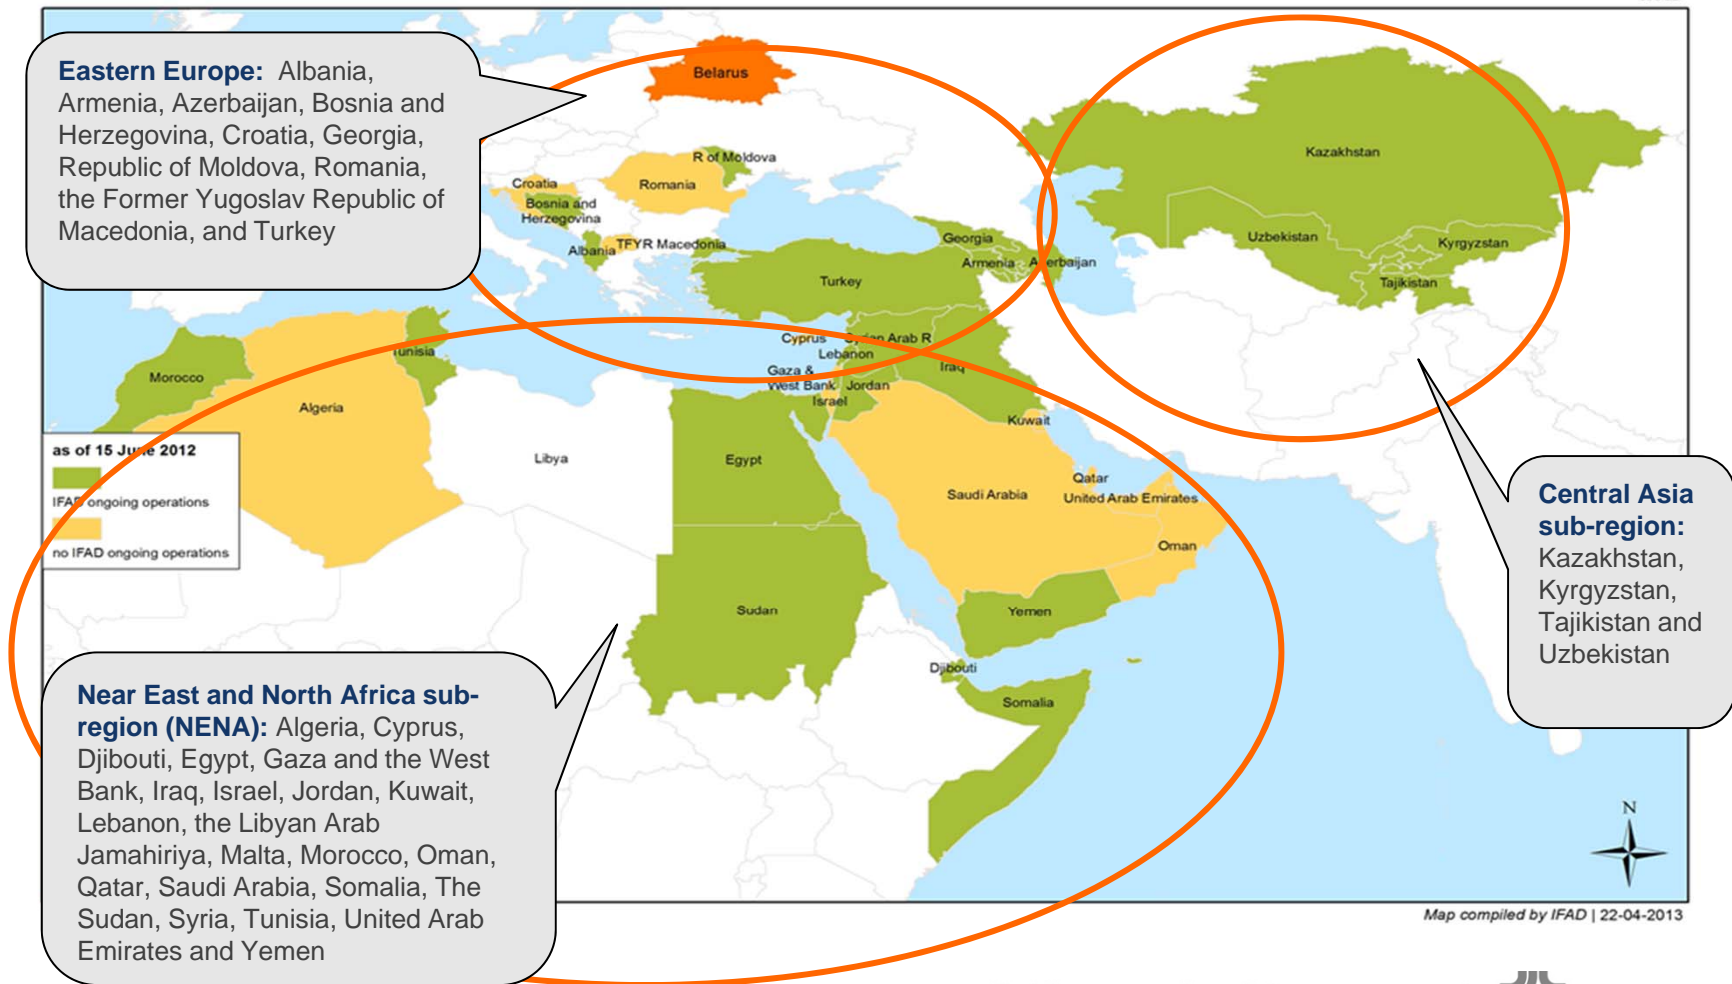 Eastern Europe: Albania,
Armenia, Azerbaijan, Bosnia and
Herzegovina, Croatia, Georgia,
Republic of Moldova, Romania,
the Former Yugoslav Republic of
Macedonia, and Turkey
Belarus
R of Moldova
Croatia
Romania
Bosnia and
Herzegovina
Albania
TFYR Macedonia
Georgia
Armenia
Azerbaijan
Turkey
Kazakhstan
Uzbekistan
Kyrgyzstan
Tajikistan
Cyprus
Syrian Arab R
Lebanon
Iraq
Gaza &
West Bank
Jordan
Israel
Kuwait
Morocco
Tunisia
Algeria
Libya
Egypt
Saudi Arabia
Qatar
United Arab Emirates
Oman
Sudan
Yemen
Djibouti
Somalia
as of 15 June 2012
IFAD ongoing operations
no IFAD ongoing operations
Central Asia
sub-region:
Kazakhstan,
Kyrgyzstan,
Tajikistan and
Uzbekistan
Near East and North Africa sub-
region (NENA): Algeria, Cyprus,
Djibouti, Egypt, Gaza and the West
Bank, Iraq, Israel, Jordan, Kuwait,
Lebanon, the Libyan Arab
Jamahiriya, Malta, Morocco, Oman,
Qatar, Saudi Arabia, Somalia, The
Sudan, Syria, Tunisia, United Arab
Emirates and Yemen
N
Map compiled by IFAD | 22-04-2013